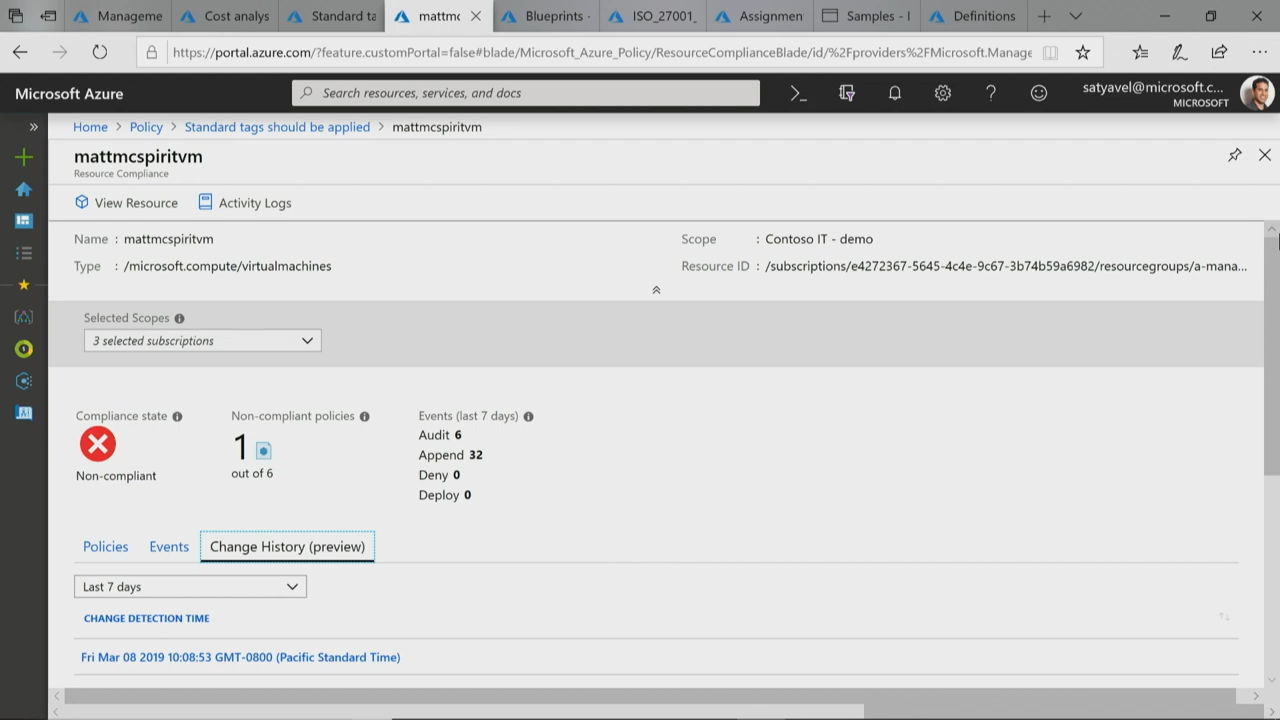 Manageme
Cost analys
Standard ta
mattmc
Blueprints -
ISO_27001_
Assignmen
Samples - I
Definitions
https://portal.azure.com/?feature.customPortal=false#blade/Microsoft_Azure_Policy/ResourceComplianceBlade/id/%2Fproviders%2FMicrosoft.Manage
Microsoft Azure
Search resources, services, and docs
satyavel@microsoft.c...
MICROSOFT
Home > Policy > Standard tags should be applied > mattmcspiritvm
mattmcspiritvm
Resource Compliance
View Resource
Activity Logs
Name : mattmcspiritvm
Scope : Contoso IT - demo
Type : /microsoft.compute/virtualmachines
Resource ID : /subscriptions/e4272367-5645-4c4e-9c67-3b74b59a6982/resourcegroups/a-mana...
Selected Scopes
3 selected subscriptions
Compliance state
Non-compliant
Non-compliant policies
1
out of 6
Events (last 7 days)
Audit 6
Append 32
Deny 0
Deploy 0
Policies
Events
Change History (preview)
Last 7 days
CHANGE DETECTION TIME
Fri Mar 08 2019 10:08:53 GMT-0800 (Pacific Standard Time)